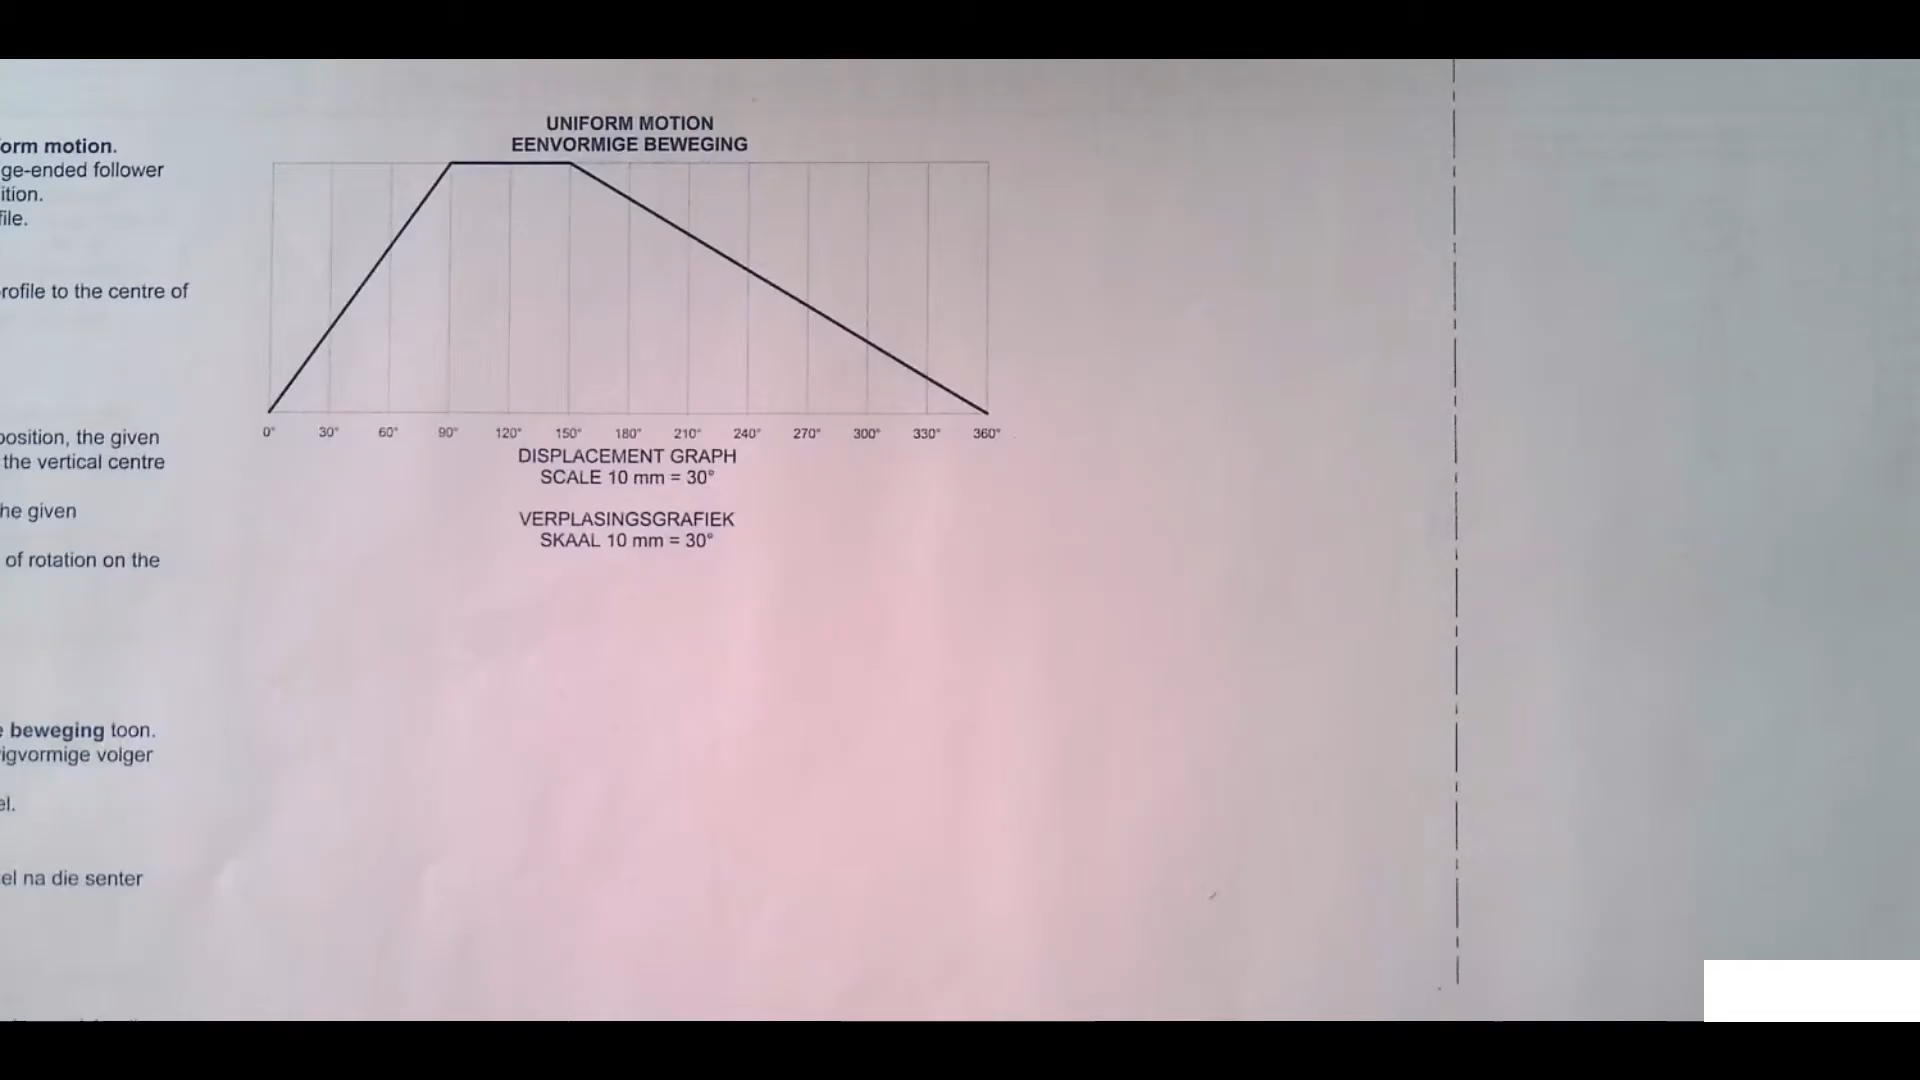 orm motion.
ge-ended follower
ition.
file.
rofile to the centre of
position, the given
the vertical centre
he given
of rotation on the
e beweging toon.
igvormige volger
el.
el na die senter
UNIFORM MOTION
EENVORMIGE BEWEGING
0° 30° 60° 90° 120° 150° 180° 210° 240° 270° 300° 330° 360°
DISPLACEMENT GRAPH
SCALE 10 mm = 30°
VERPLASINGSGRAFIEK
SKAAL 10 mm = 30°